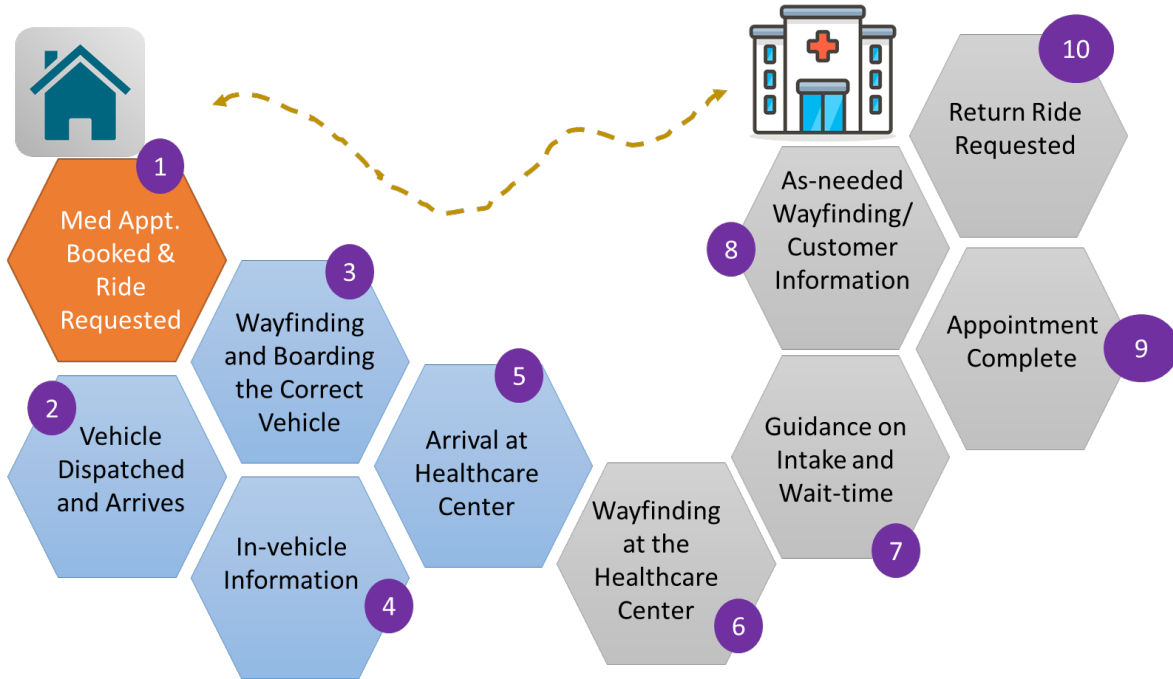 1
Med Appt.
Booked &
Ride
Requested
2
Vehicle
Dispatched
and Arrives
3
Wayfinding
and Boarding
the Correct
Vehicle
In-vehicle
Information
4
5
Arrival at
Healthcare
Center
Wayfinding
at the
Healthcare
Center
6
Guidance on
Intake and
Wait-time
7
As-needed
Wayfinding/
Customer
Information
8
Appointment
Complete
9
10
Return Ride
Requested